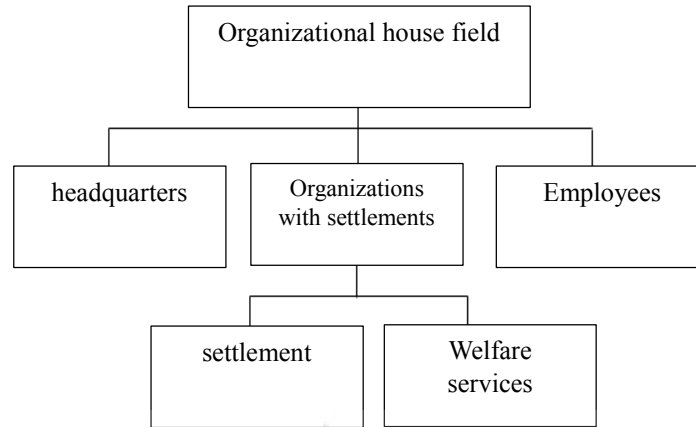 Organizational house field
headquarters
Organizations
with settlements
Employees
settlement
Welfare
services